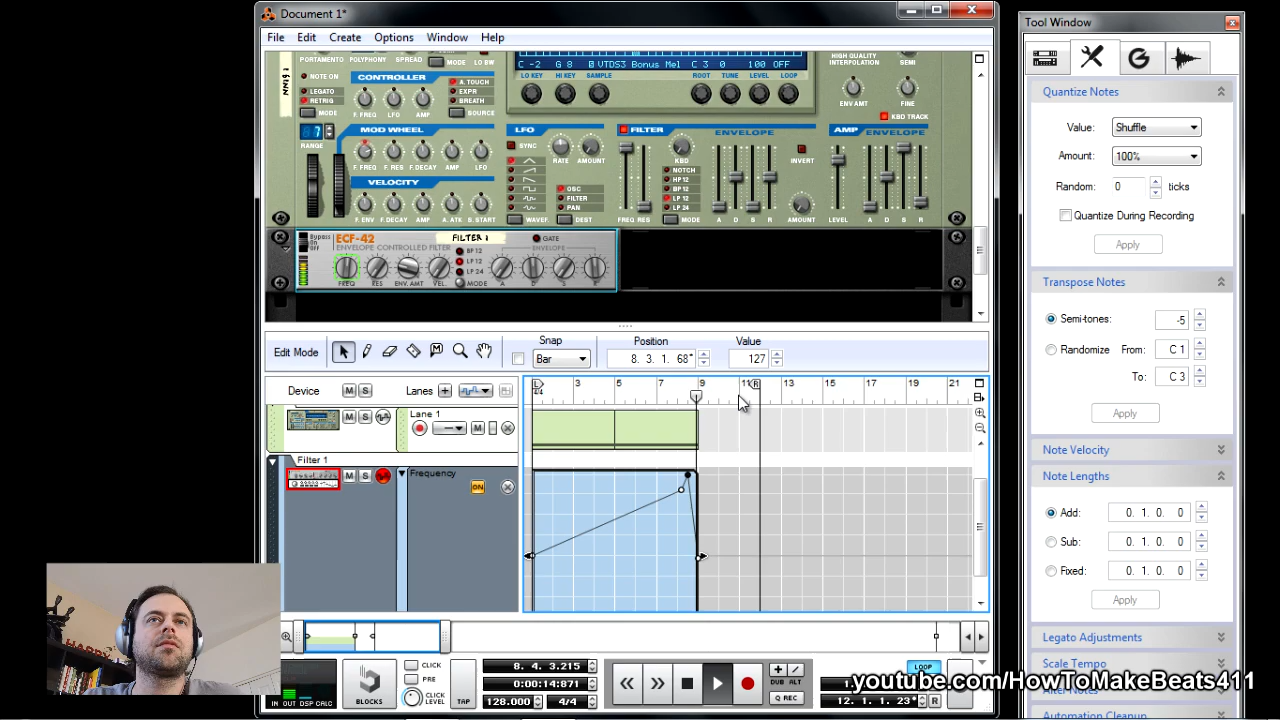 Document 1*
File Edit Create Options Window Help
PORTAMENTO POLYPHONY SPREAD MODE LO BW
C -2 G 8 VTDS3 Bonus Mel C 3 0 100 OFF
LO KEY HI KEY SAMPLE ROOT TUNE LEVEL LOOP
HIGH QUALITY INTERPOLATION SEMI
ENV AMT FINE
KBD TRACK
NN19 1
NOTE ON
LEGATO
RETRIG
MODE
CONTROLLER
F. FREQ LFO AMP
A. TOUCH
EXPR
BREATH
SOURCE
RANGE
MOD WHEEL
F. FREQ F. RES F.DECAY AMP LFO
VELOCITY
F. ENV F.DECAY AMP A. ATK B. START
LFO
SYNC RATE AMOUNT
OSC
FILTER
PAN
WAVEF. DEST
FILTER ENVELOPE
KBD INVERT
NOTCH
HP 12
BP 12
LP 12
LP 24
FREQ RES MODE A D S R AMOUNT
AMP ENVELOPE
LEVEL A D S R
Bypass
On
Off
ECF-42 FILTER 1 GATE
ENVELOPE CONTROLLED FILTER ENVELOPE
BP 12
LP 12
LP 24
FREQ RES ENV. AMT VEL. MODE A D S R
Edit Mode
Snap Position Value
Bar 8. 3. 1. 68* 127
Device M S Lanes +
L 4/4 3 5 7 9 11 R 13 15 17 19 21
M S Lane 1
M
Filter 1
M S Frequency
ON
IN OUT DSP CALC
BLOCKS
CLICK
PRE
CLICK LEVEL
TAP
8. 4. 3.215
0:00:14:871
128.000 4/4
DUB ALT
Q REC
LOOP
12. 1. 1. 23* R
Tool Window
Quantize Notes
Value: Shuffle
Amount: 100%
Random: 0 ticks
Quantize During Recording
Apply
Transpose Notes
Semi-tones: -5
Randomize From: C 1
To: C 3
Apply
Note Velocity
Note Lengths
Add: 0. 1. 0. 0
Sub: 0. 1. 0. 0
Fixed: 0. 1. 0. 0
Apply
Legato Adjustments
Scale Tempo
Automation Cleanup
youtube.com/HowToMakeBeats411